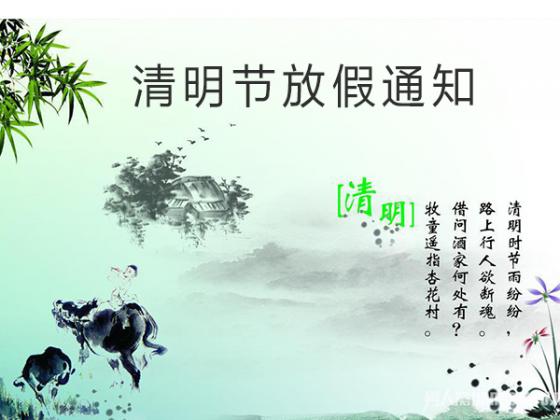 清明节放假通知
[清明]
清明时节雨纷纷，
路上行人欲断魂。
借问酒家何处有？
牧童遥指杏花村。